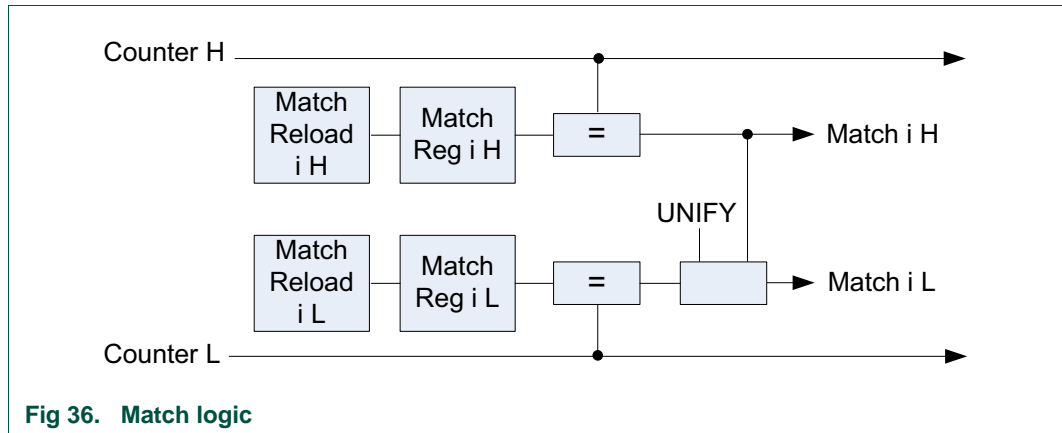 Counter H
Match
Reload
i H
Match
Reg i H
=
Match i H
UNIFY
Match
Reload
i L
Match
Reg i L
=
Match i L
Counter L
Fig 36. Match logic